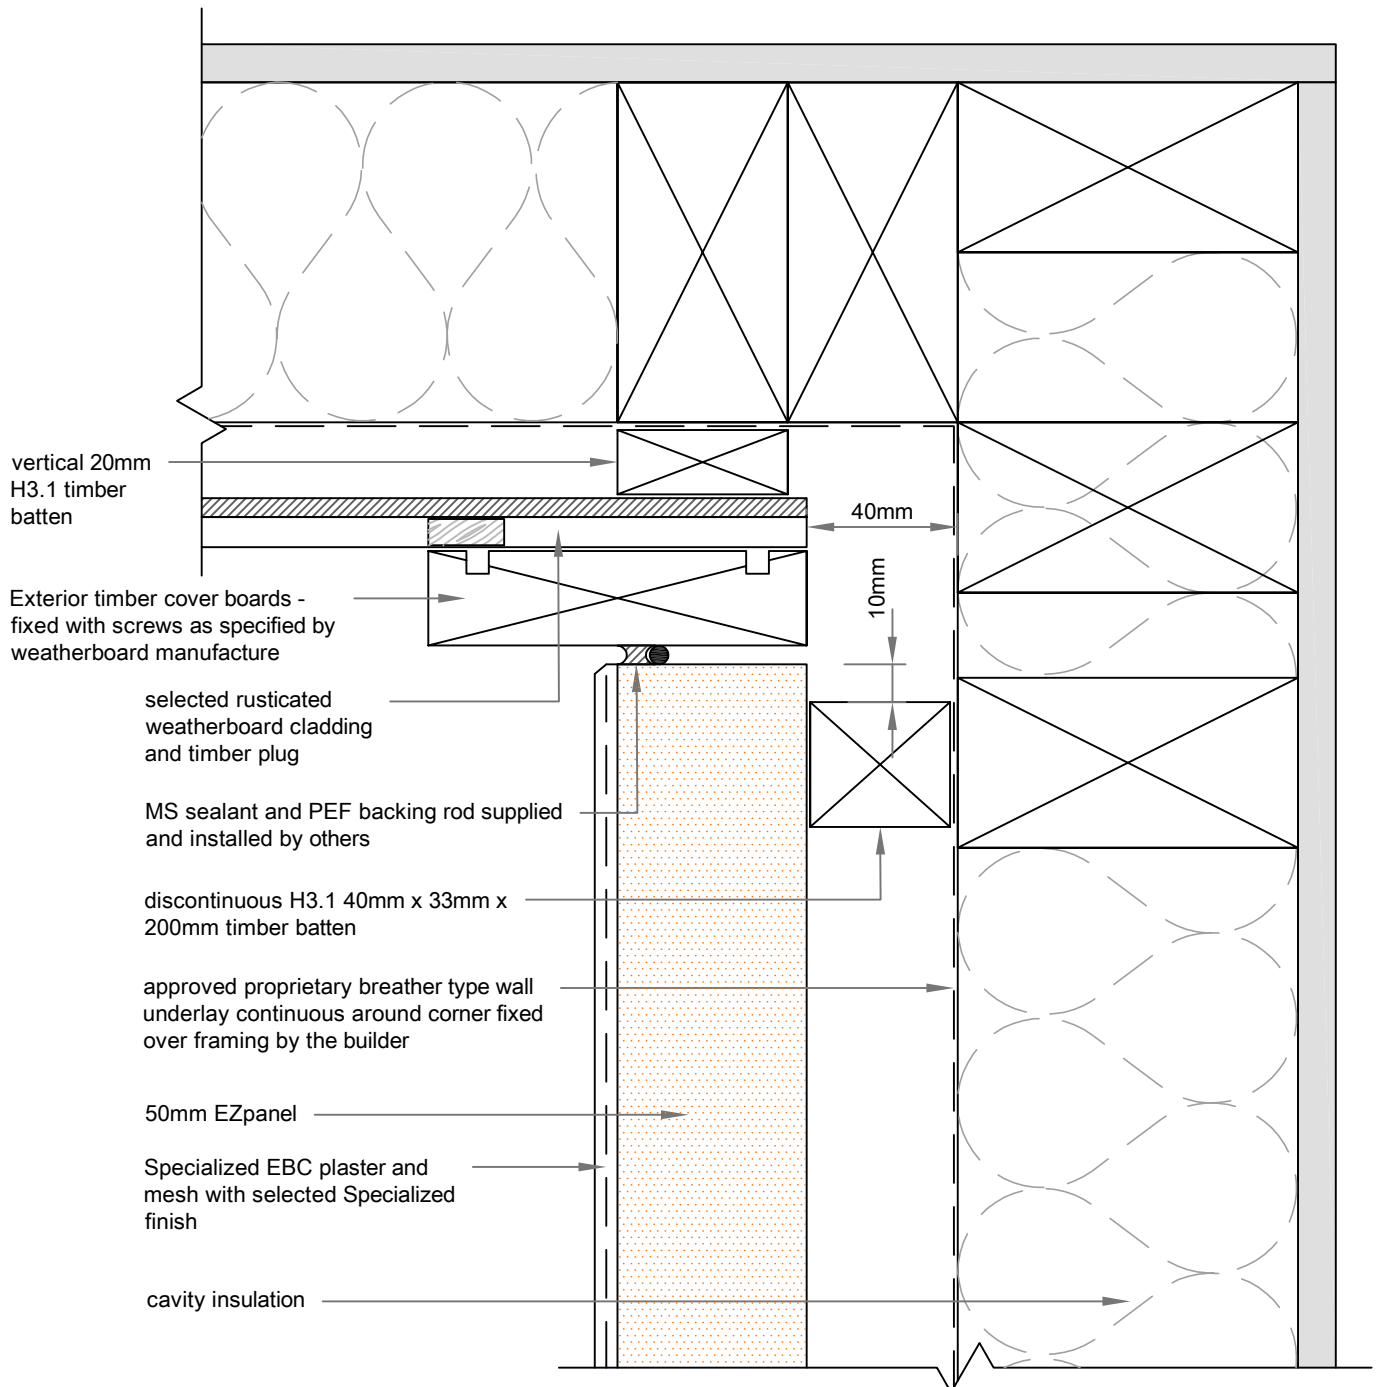 vertical 20mm
H3.1 timber
batten
40mm
10mm
Exterior timber cover boards -
fixed with screws as specified by
weatherboard manufacture
selected rusticated
weatherboard cladding
and timber plug
MS sealant and PEF backing rod supplied
and installed by others
discontinuous H3.1 40mm x 33mm x
200mm timber batten
approved proprietary breather type wall
underlay continuous around corner fixed
over framing by the builder
50mm EZpanel
Specialized EBC plaster and
mesh with selected Specialized
finish
cavity insulation